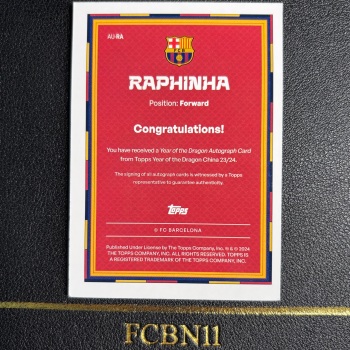 AU-RA
FCB
RAPHINHA
Position: Forward
Congratulations!
You have received a Year of the Dragon Autograph Card
from Topps Year of the Dragon China 23/24.
The signing of all autograph cards is witnessed by a Topps
representative to guarantee authenticity.
Topps
® FC BARCELONA
Published Under License by The Topps Company, Inc. ® & © 2024
THE TOPPS COMPANY, INC. ALL RIGHTS RESERVED. TOPPS IS
A REGISTERED TRADEMARK OF THE TOPPS COMPANY, INC.
FCBN11